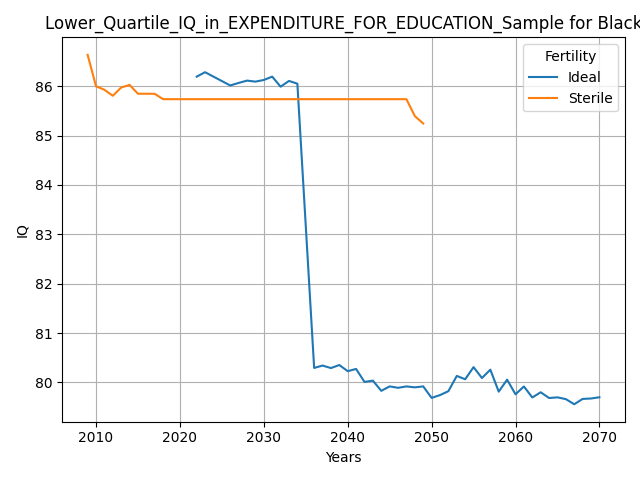 Lower_Quartile_IQ_in_EXPENDITURE_FOR_EDUCATION_Sample for Black
Fertility
Ideal
Sterile
86
85
84
83
82
81
80
IQ
2010 2020 2030 2040 2050 2060 2070
Years